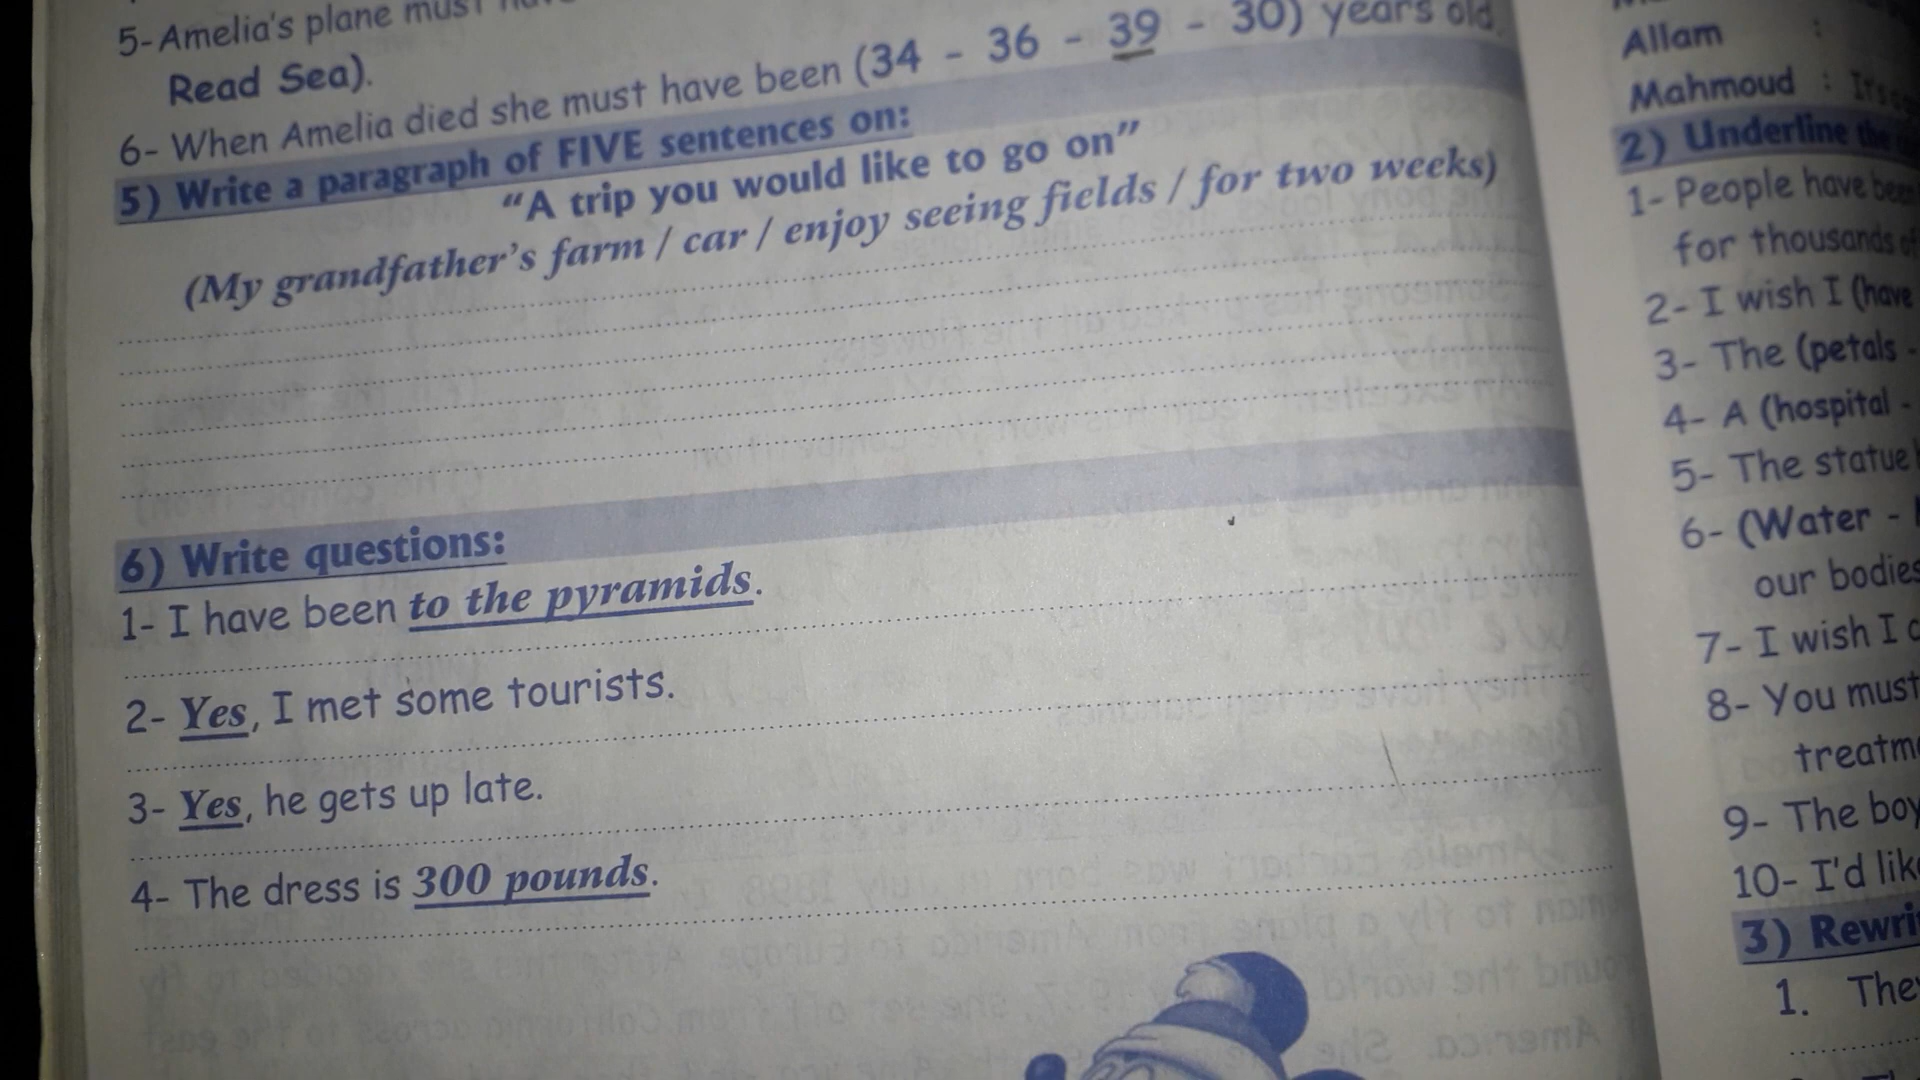 5- Amelia's plane must
Read Sea).
6- When Amelia died she must have been (34 - 36 - 39 - 30) years old.
5) Write a paragraph of FIVE sentences on:
"A trip you would like to go on"
(My grandfather's farm / car / enjoy seeing fields / for two weeks)
6) Write questions:
1- I have been to the pyramids.
2- Yes, I met some tourists.
3- Yes, he gets up late.
4- The dress is 300 pounds.
Allam :
Mahmoud :
2) Underline the
1- People have been
for thousands of
2- I wish I (have
3- The (petals -
4- A (hospital -
5- The statue
6- (Water -
our bodies
7- I wish I
8- You must
9- The boy
10- I'd
3)
1.